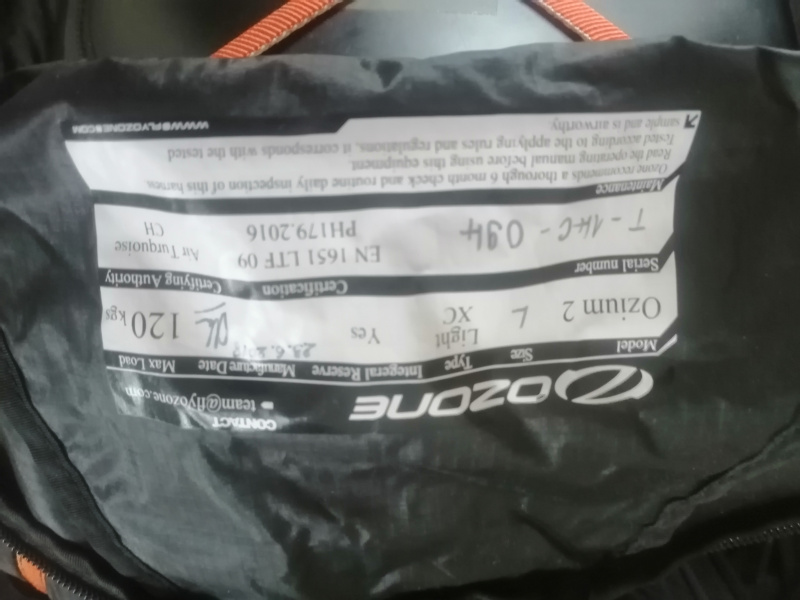 OZONE
CONTACT
team@flyozone.com
Model Size Type Integeral Reserve Manufacture Date Max Load
Ozium 2 L Light XC Yes 120 kgs
Serial number Certification Certifying Authority
T-14C-094 EN 1651 LTF 09 PH179.2016 Air Turquoise CH
Maintenance
Ozone recommends a thorough 6 month check and routine daily inspection of this harness
Read the operating manual before using this equipment.
Tested according to the applying rules and regulations, it corresponds with the tested
sample and is airworthy.
WWW.FLYOZONE.COM